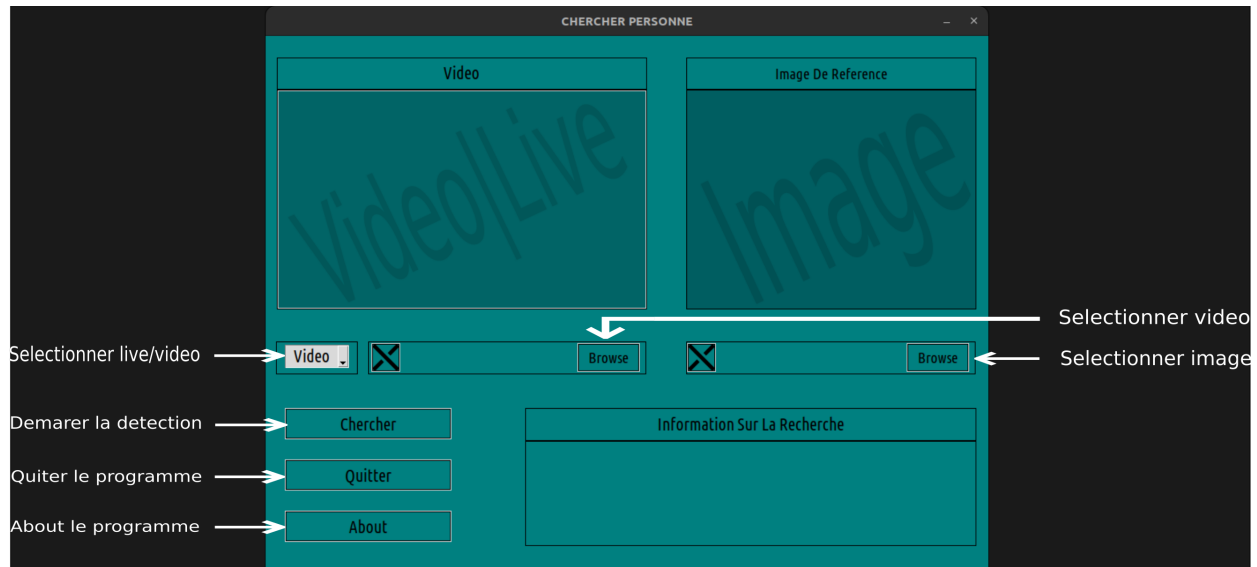 CHERCHER PERSONNE
Video
Image De Reference
Video|Live
Image
Selectionner video
Selectionner live/video
Video
Browse
Browse
Selectionner image
Demarer la detection
Chercher
Information Sur La Recherche
Quiter le programme
Quitter
About le programme
About